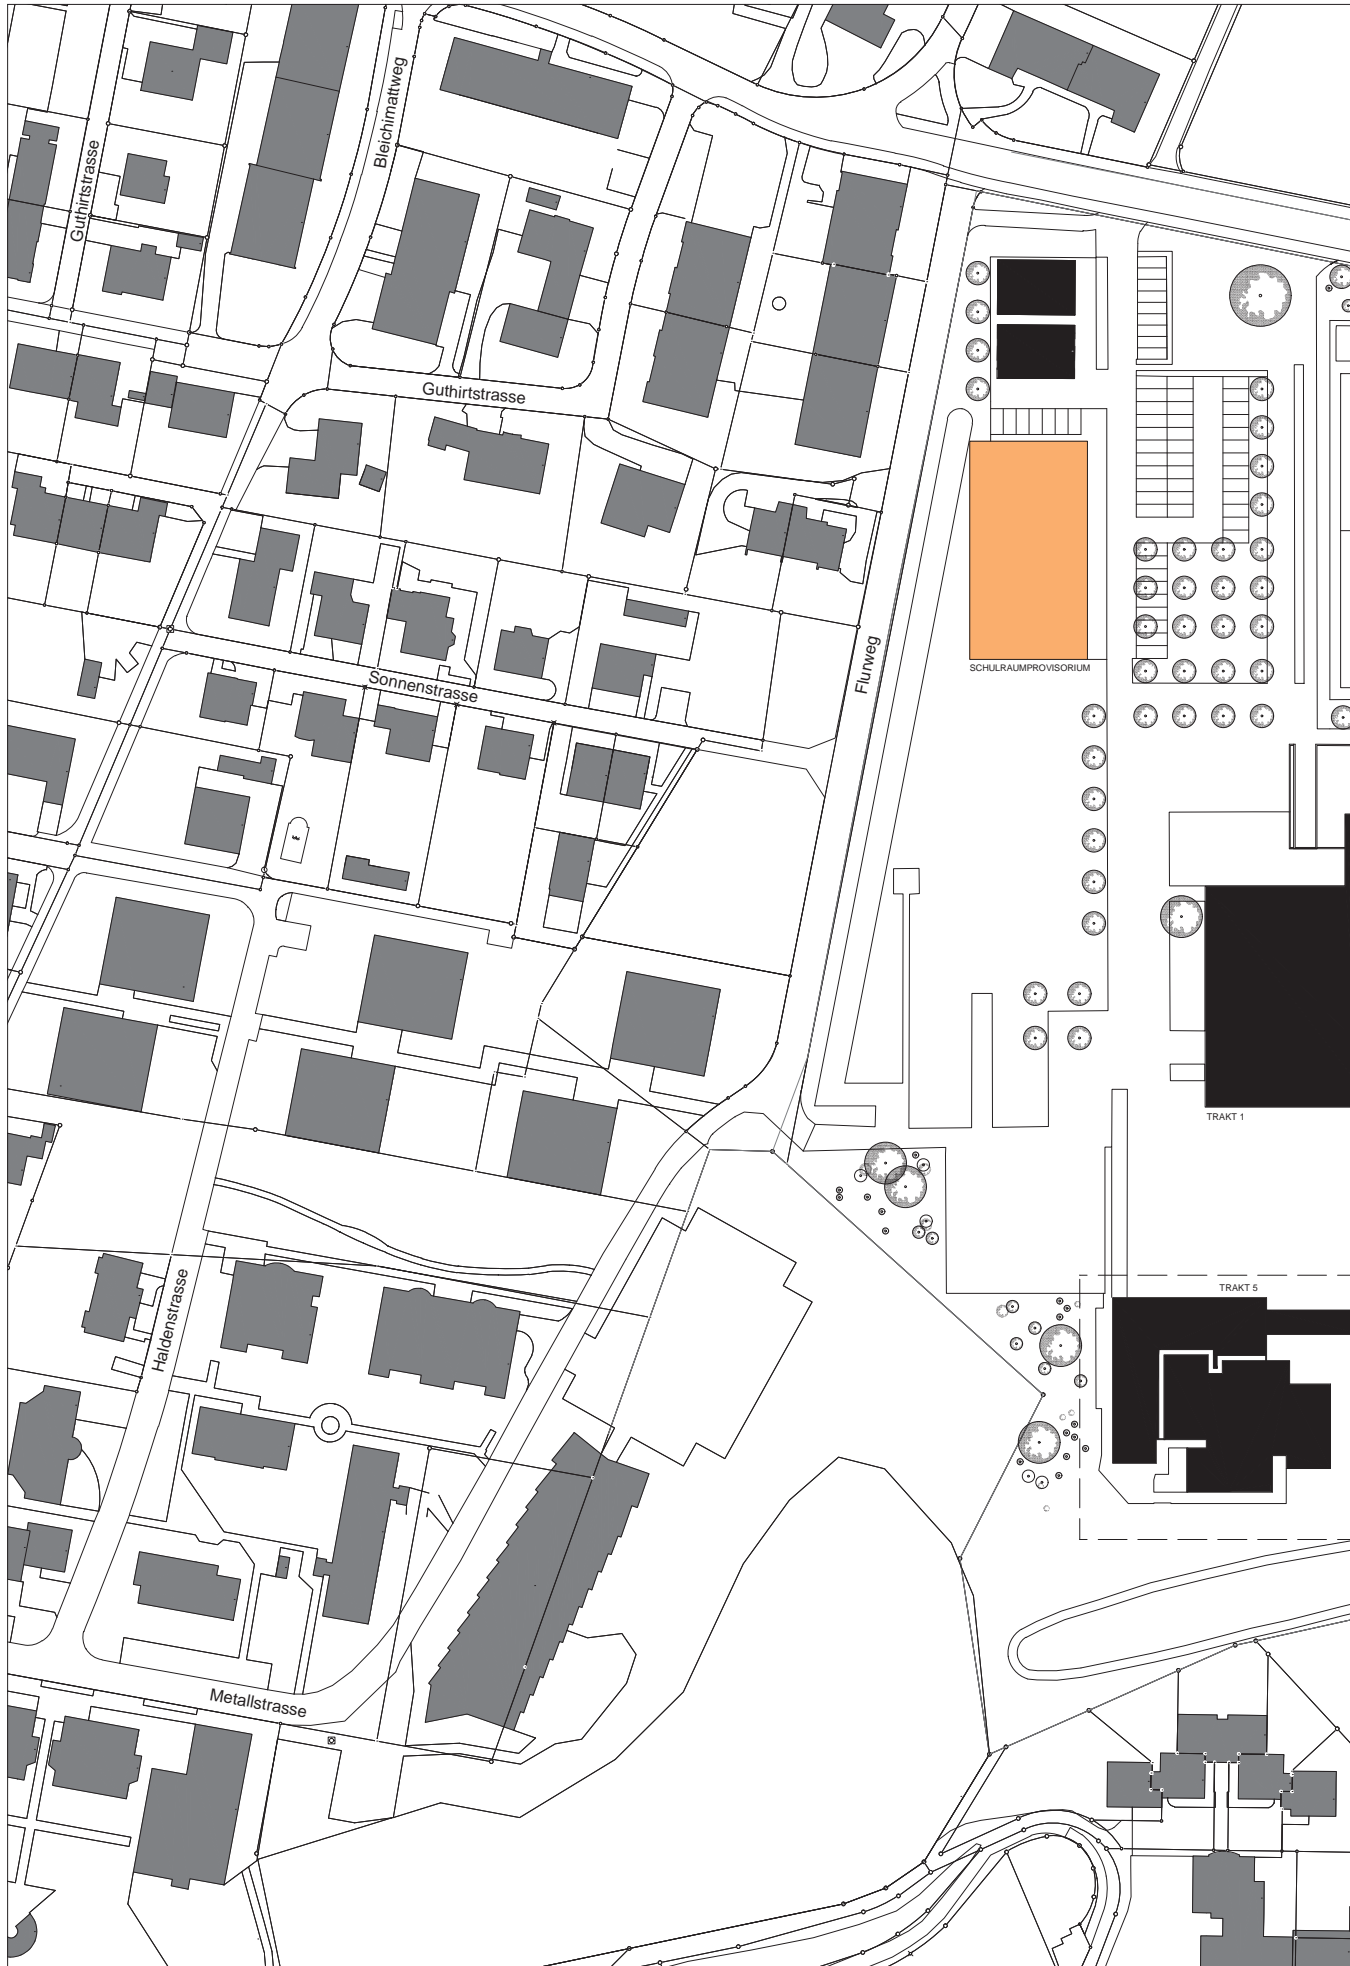 Bleichimattweg
Guthirtstrasse
Guthirtstrasse
Flurweg
SCHULRAUMPROVISORIUM
Sonnenstrasse
TRAKT 1
TRAKT 5
Haldenstrasse
Metallstrasse